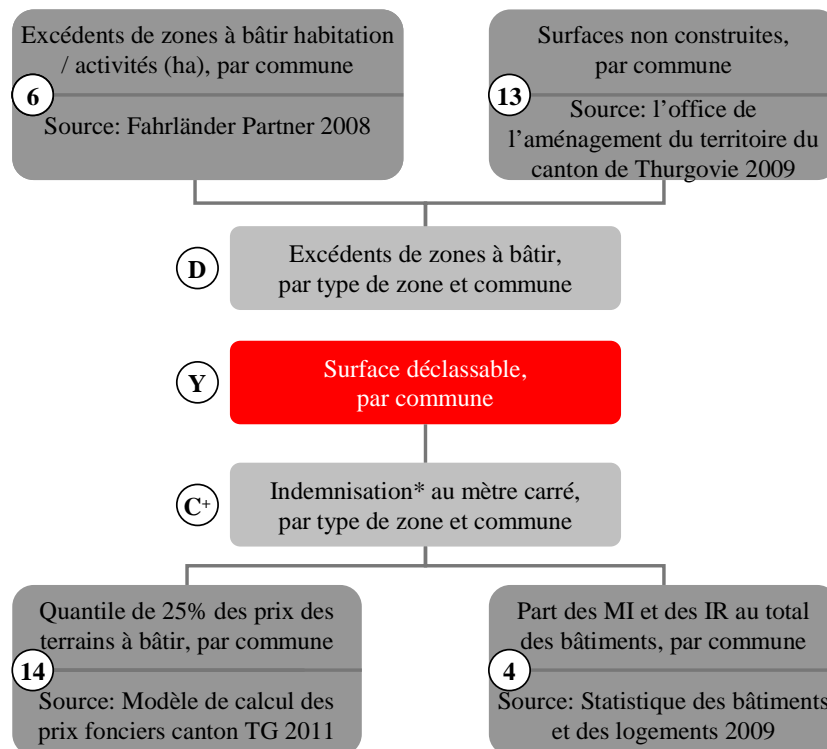 Excédents de zones à bâtir habitation
/ activités (ha), par commune
6
Source: Fahrländer Partner 2008
Surfaces non construites,
par commune
13
Source: l’office de
l’aménagement du territoire du
canton de Thurgovie 2009
D
Excédents de zones à bâtir,
par type de zone et commune
Y
Surface déclassable,
par commune
C+
Indemnisation* au mètre carré,
par type de zone et commune
Quantile de 25% des prix des
terrains à bâtir, par commune
14
Source: Modèle de calcul des
prix fonciers canton TG 2011
Part des MI et des IR au total
des bâtiments, par commune
4
Source: Statistique des bâtiments
et des logements 2009